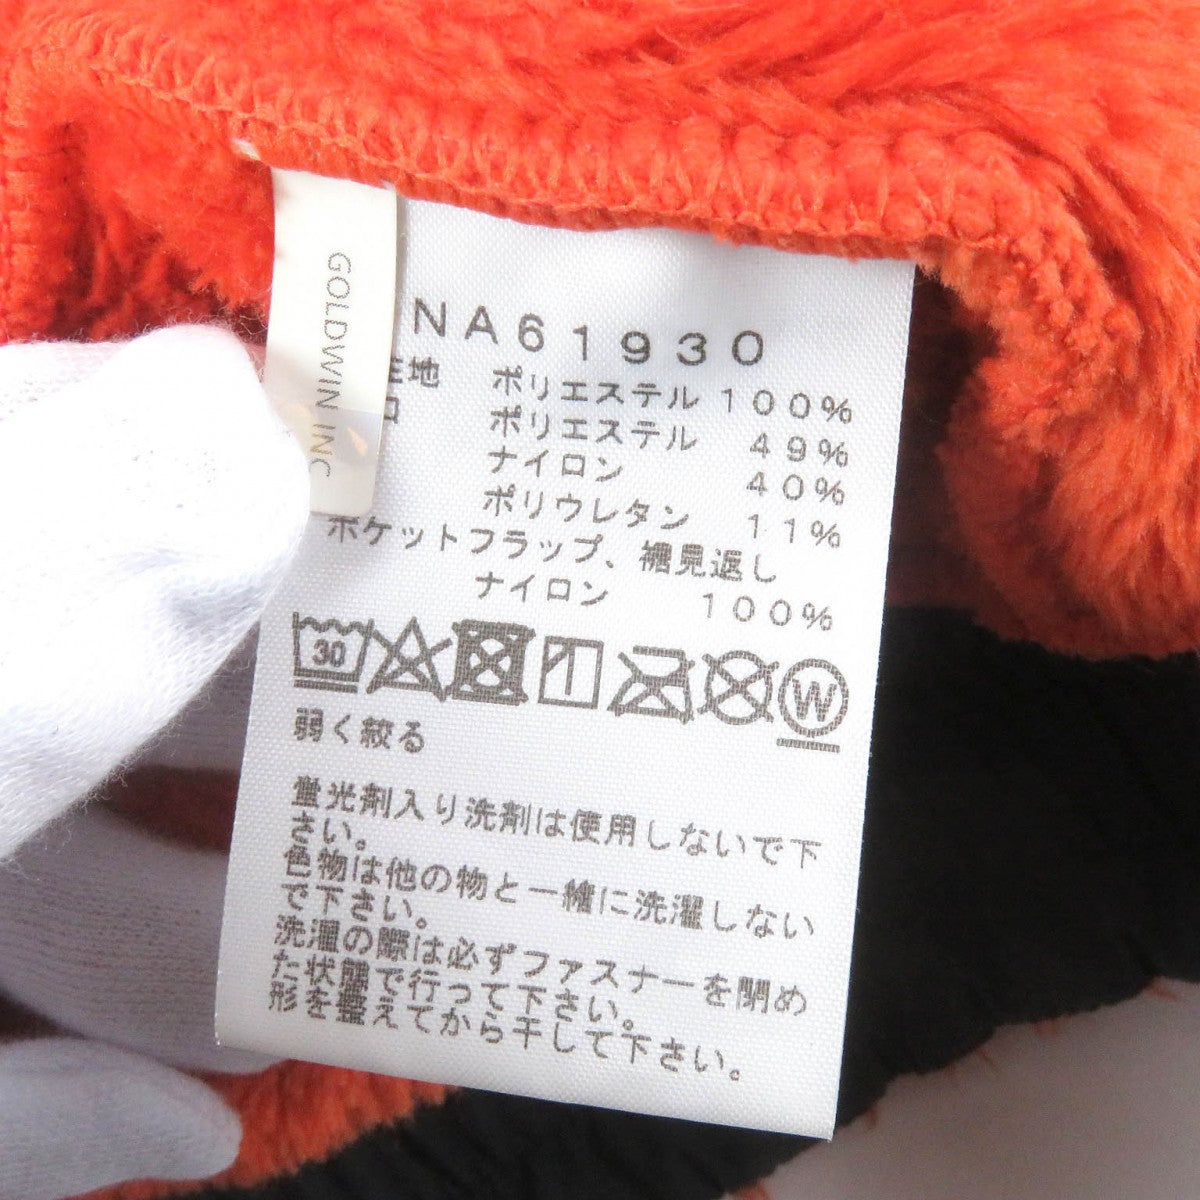 GOLDWIN INC
NA61930
地 ポリエステル 100%
口 ポリエステル 49%
ナイロン 40%
ポリウレタン 11%
ポケットフラップ、裾見返し
ナイロン 100%
30
W
弱く絞る
蛍光剤入り洗剤は使用しないで下
さい。
色物は他の物と一緒に洗濯しない
で下さい。
洗濯の際は必ずファスナーを閉め
た状態で行って下さい。
形を整えてから干して下さい。